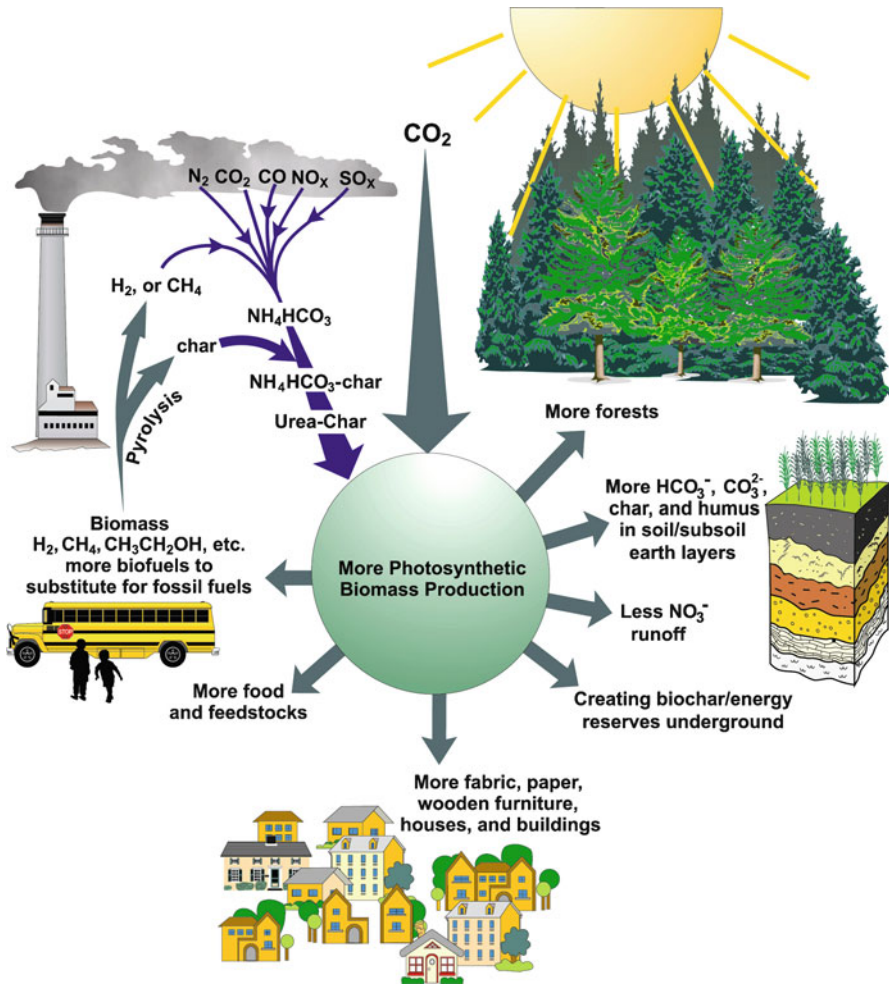 CO₂
N₂ CO₂ CO NOₓ SOₓ
H₂, or CH₄
NH₄HCO₃
char
NH₄HCO₃-char
Urea-Char
Pyrolysis
More forests
More HCO₃⁻, CO₃²⁻,
char, and humus
in soil/subsoil
earth layers
Biomass
H₂, CH₄, CH₃CH₂OH, etc.
more biofuels to
substitute for fossil fuels
STOP
More Photosynthetic
Biomass Production
Less NO₃⁻
runoff
More food
and feedstocks
Creating biochar/energy
reserves underground
More fabric, paper,
wooden furniture,
houses, and buildings